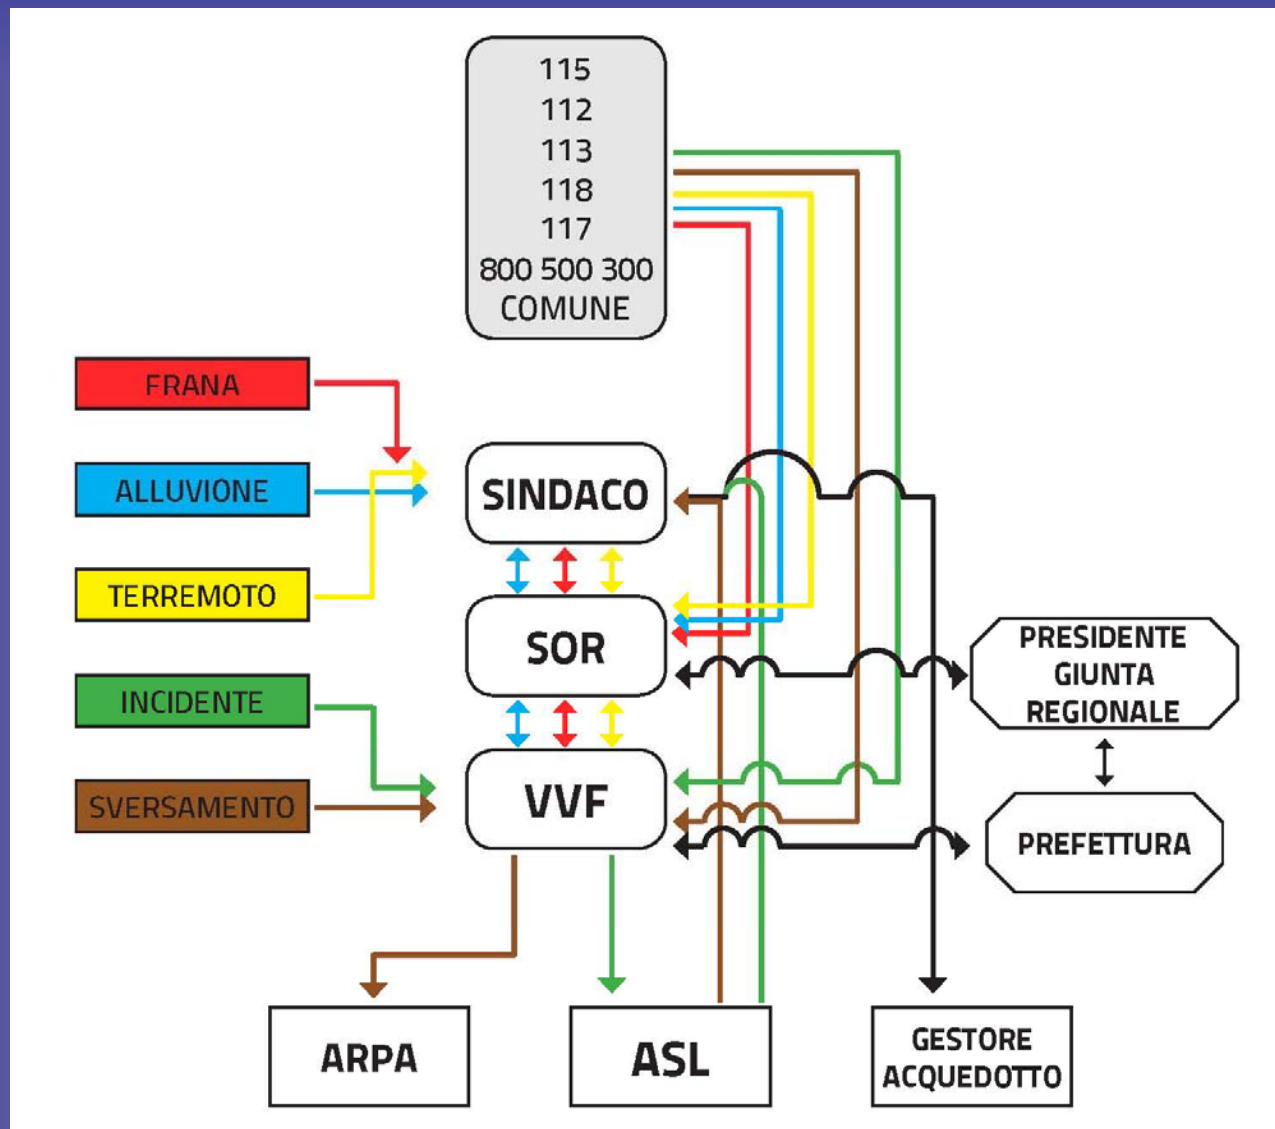 115
112
113
118
117
800 500 300
COMUNE
FRANA
ALLUVIONE
TERREMOTO
INCIDENTE
SVERSAMENTO
SINDACO
SOR
VVF
PRESIDENTE
GIUNTA
REGIONALE
PREFETTURA
ARPA
ASL
GESTORE
ACQUEDOTTO